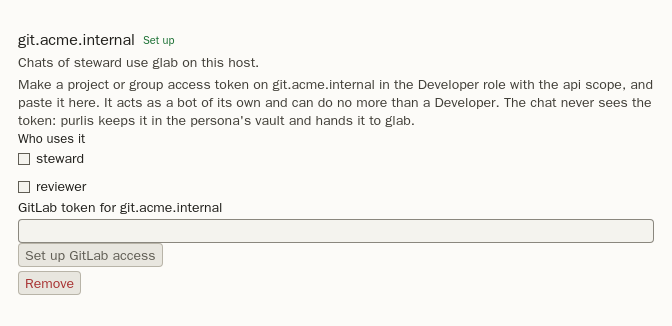 git.acme.internal Set up
Chats of steward use glab on this host.
Make a project or group access token on git.acme.internal in the Developer role with the api scope, and
paste it here. It acts as a bot of its own and can do no more than a Developer. The chat never sees the
token: purlis keeps it in the persona's vault and hands it to glab.
Who uses it
steward
reviewer
GitLab token for git.acme.internal
Set up GitLab access
Remove